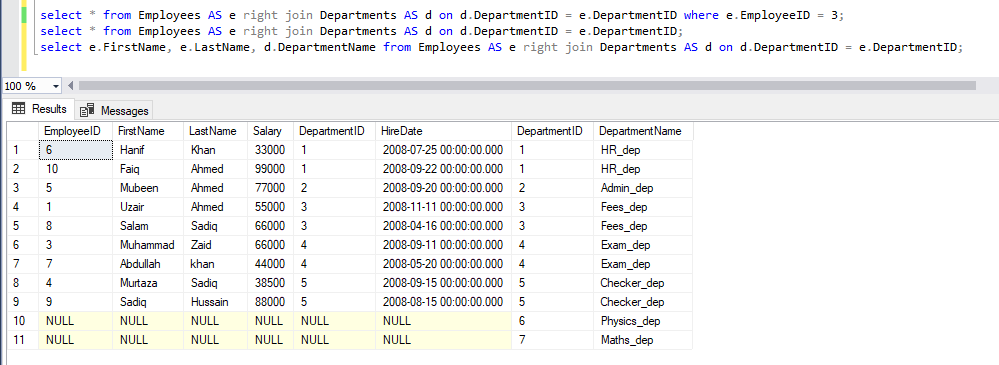 select * from Employees AS e right join Departments AS d on d.DepartmentID = e.DepartmentID where e.EmployeeID = 3;
select * from Employees AS e right join Departments AS d on d.DepartmentID = e.DepartmentID;
select e.FirstName, e.LastName, d.DepartmentName from Employees AS e right join Departments AS d on d.DepartmentID = e.DepartmentID;
100 %
Results Messages
EmployeeID FirstName LastName Salary DepartmentID HireDate DepartmentID DepartmentName
1 6 Hanif Khan 33000 1 2008-07-25 00:00:00.000 1 HR_dep
2 10 Faiq Ahmed 99000 1 2008-09-22 00:00:00.000 1 HR_dep
3 5 Mubeen Ahmed 77000 2 2008-09-20 00:00:00.000 2 Admin_dep
4 1 Uzair Ahmed 55000 3 2008-11-11 00:00:00.000 3 Fees_dep
5 8 Salam Sadiq 66000 3 2008-04-16 00:00:00.000 3 Fees_dep
6 3 Muhammad Zaid 66000 4 2008-09-11 00:00:00.000 4 Exam_dep
7 7 Abdullah khan 44000 4 2008-05-20 00:00:00.000 4 Exam_dep
8 4 Murtaza Sadiq 38500 5 2008-09-15 00:00:00.000 5 Checker_dep
9 9 Sadiq Hussain 88000 5 2008-08-15 00:00:00.000 5 Checker_dep
10 NULL NULL NULL NULL NULL NULL 6 Physics_dep
11 NULL NULL NULL NULL NULL NULL 7 Maths_dep